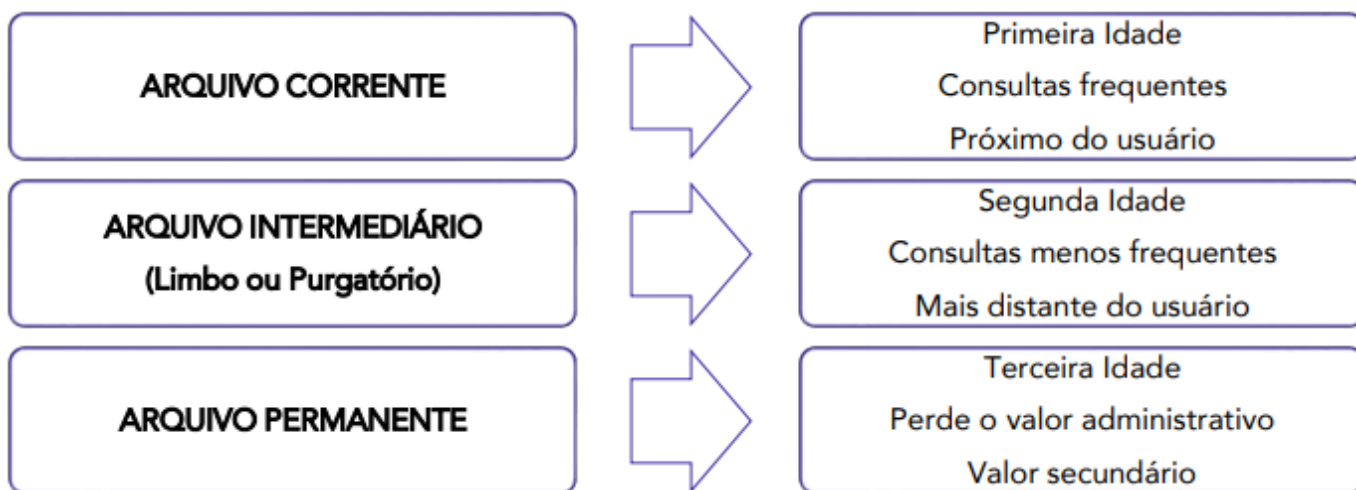 ARQUIVO CORRENTE
Primeira Idade
Consultas frequentes
Próximo do usuário
ARQUIVO INTERMEDIÁRIO
(Limbo ou Purgatório)
Segunda Idade
Consultas menos frequentes
Mais distante do usuário
ARQUIVO PERMANENTE
Terceira Idade
Perde o valor administrativo
Valor secundário